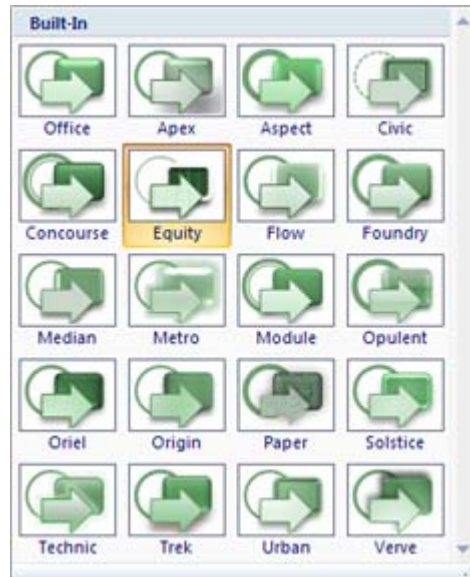 Built-In
Office Apex Aspect Civic
Concourse Equity Flow Foundry
Median Metro Module Opulent
Oriel Origin Paper Solstice
Technic Trek Urban Verve